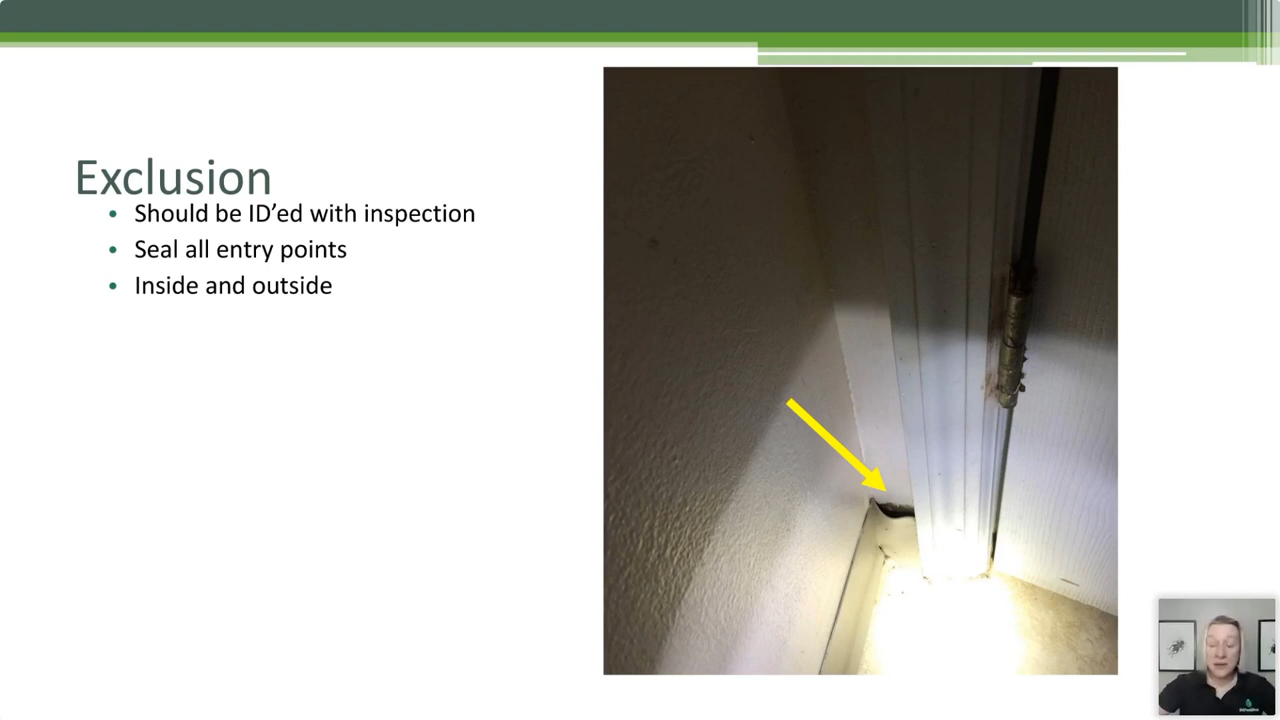 Exclusion
• Should be ID’ed with inspection
• Seal all entry points
• Inside and outside